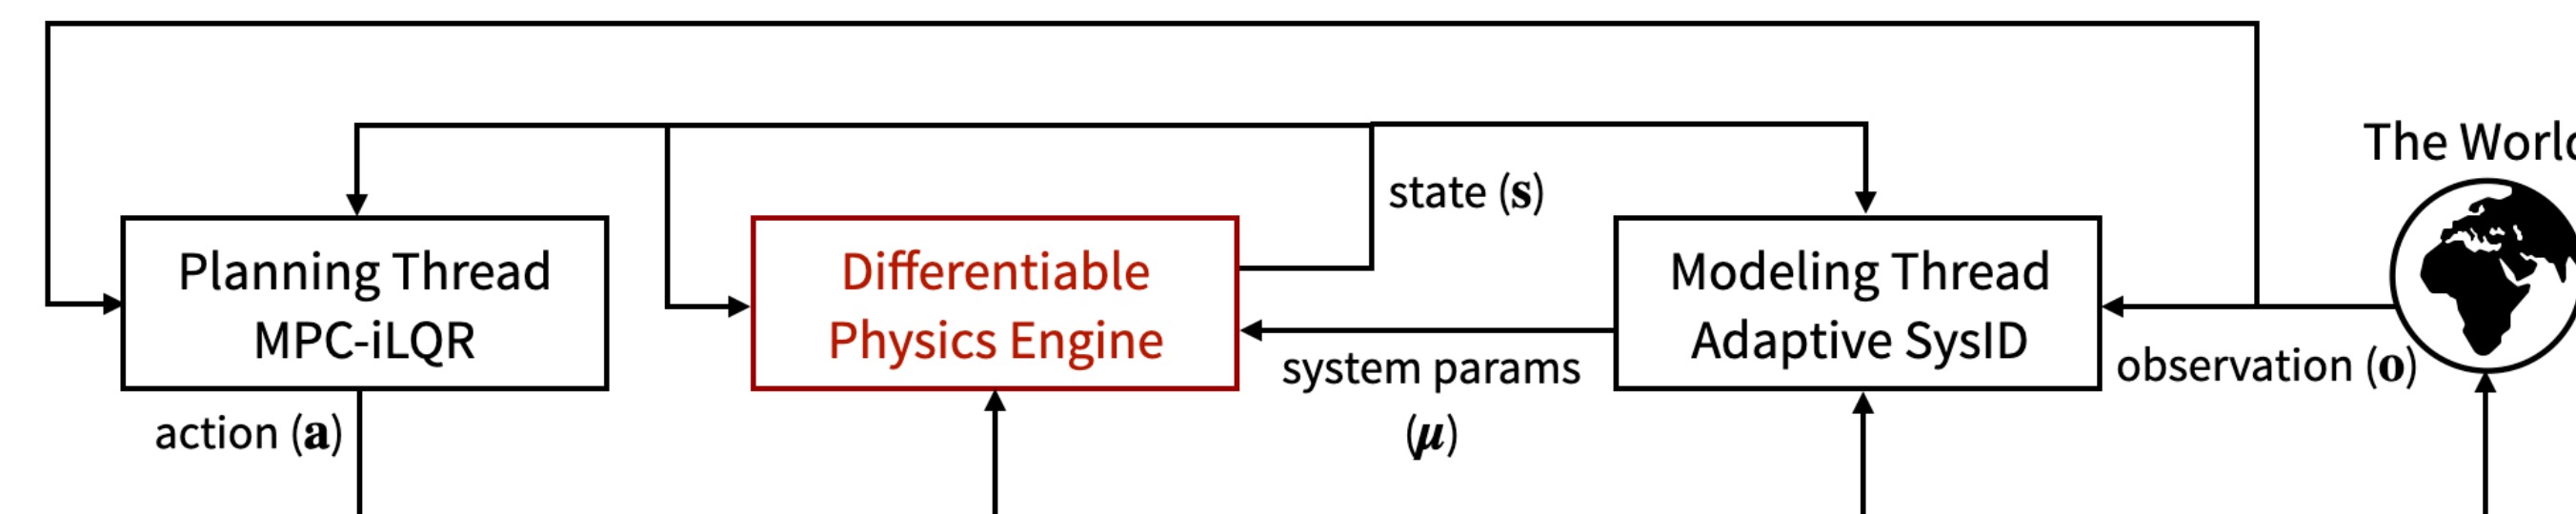 The World
state (s)
Planning Thread
MPC-iLQR
Differentiable
Physics Engine
Modeling Thread
Adaptive SysID
system params
(μ)
observation (o)
action (a)